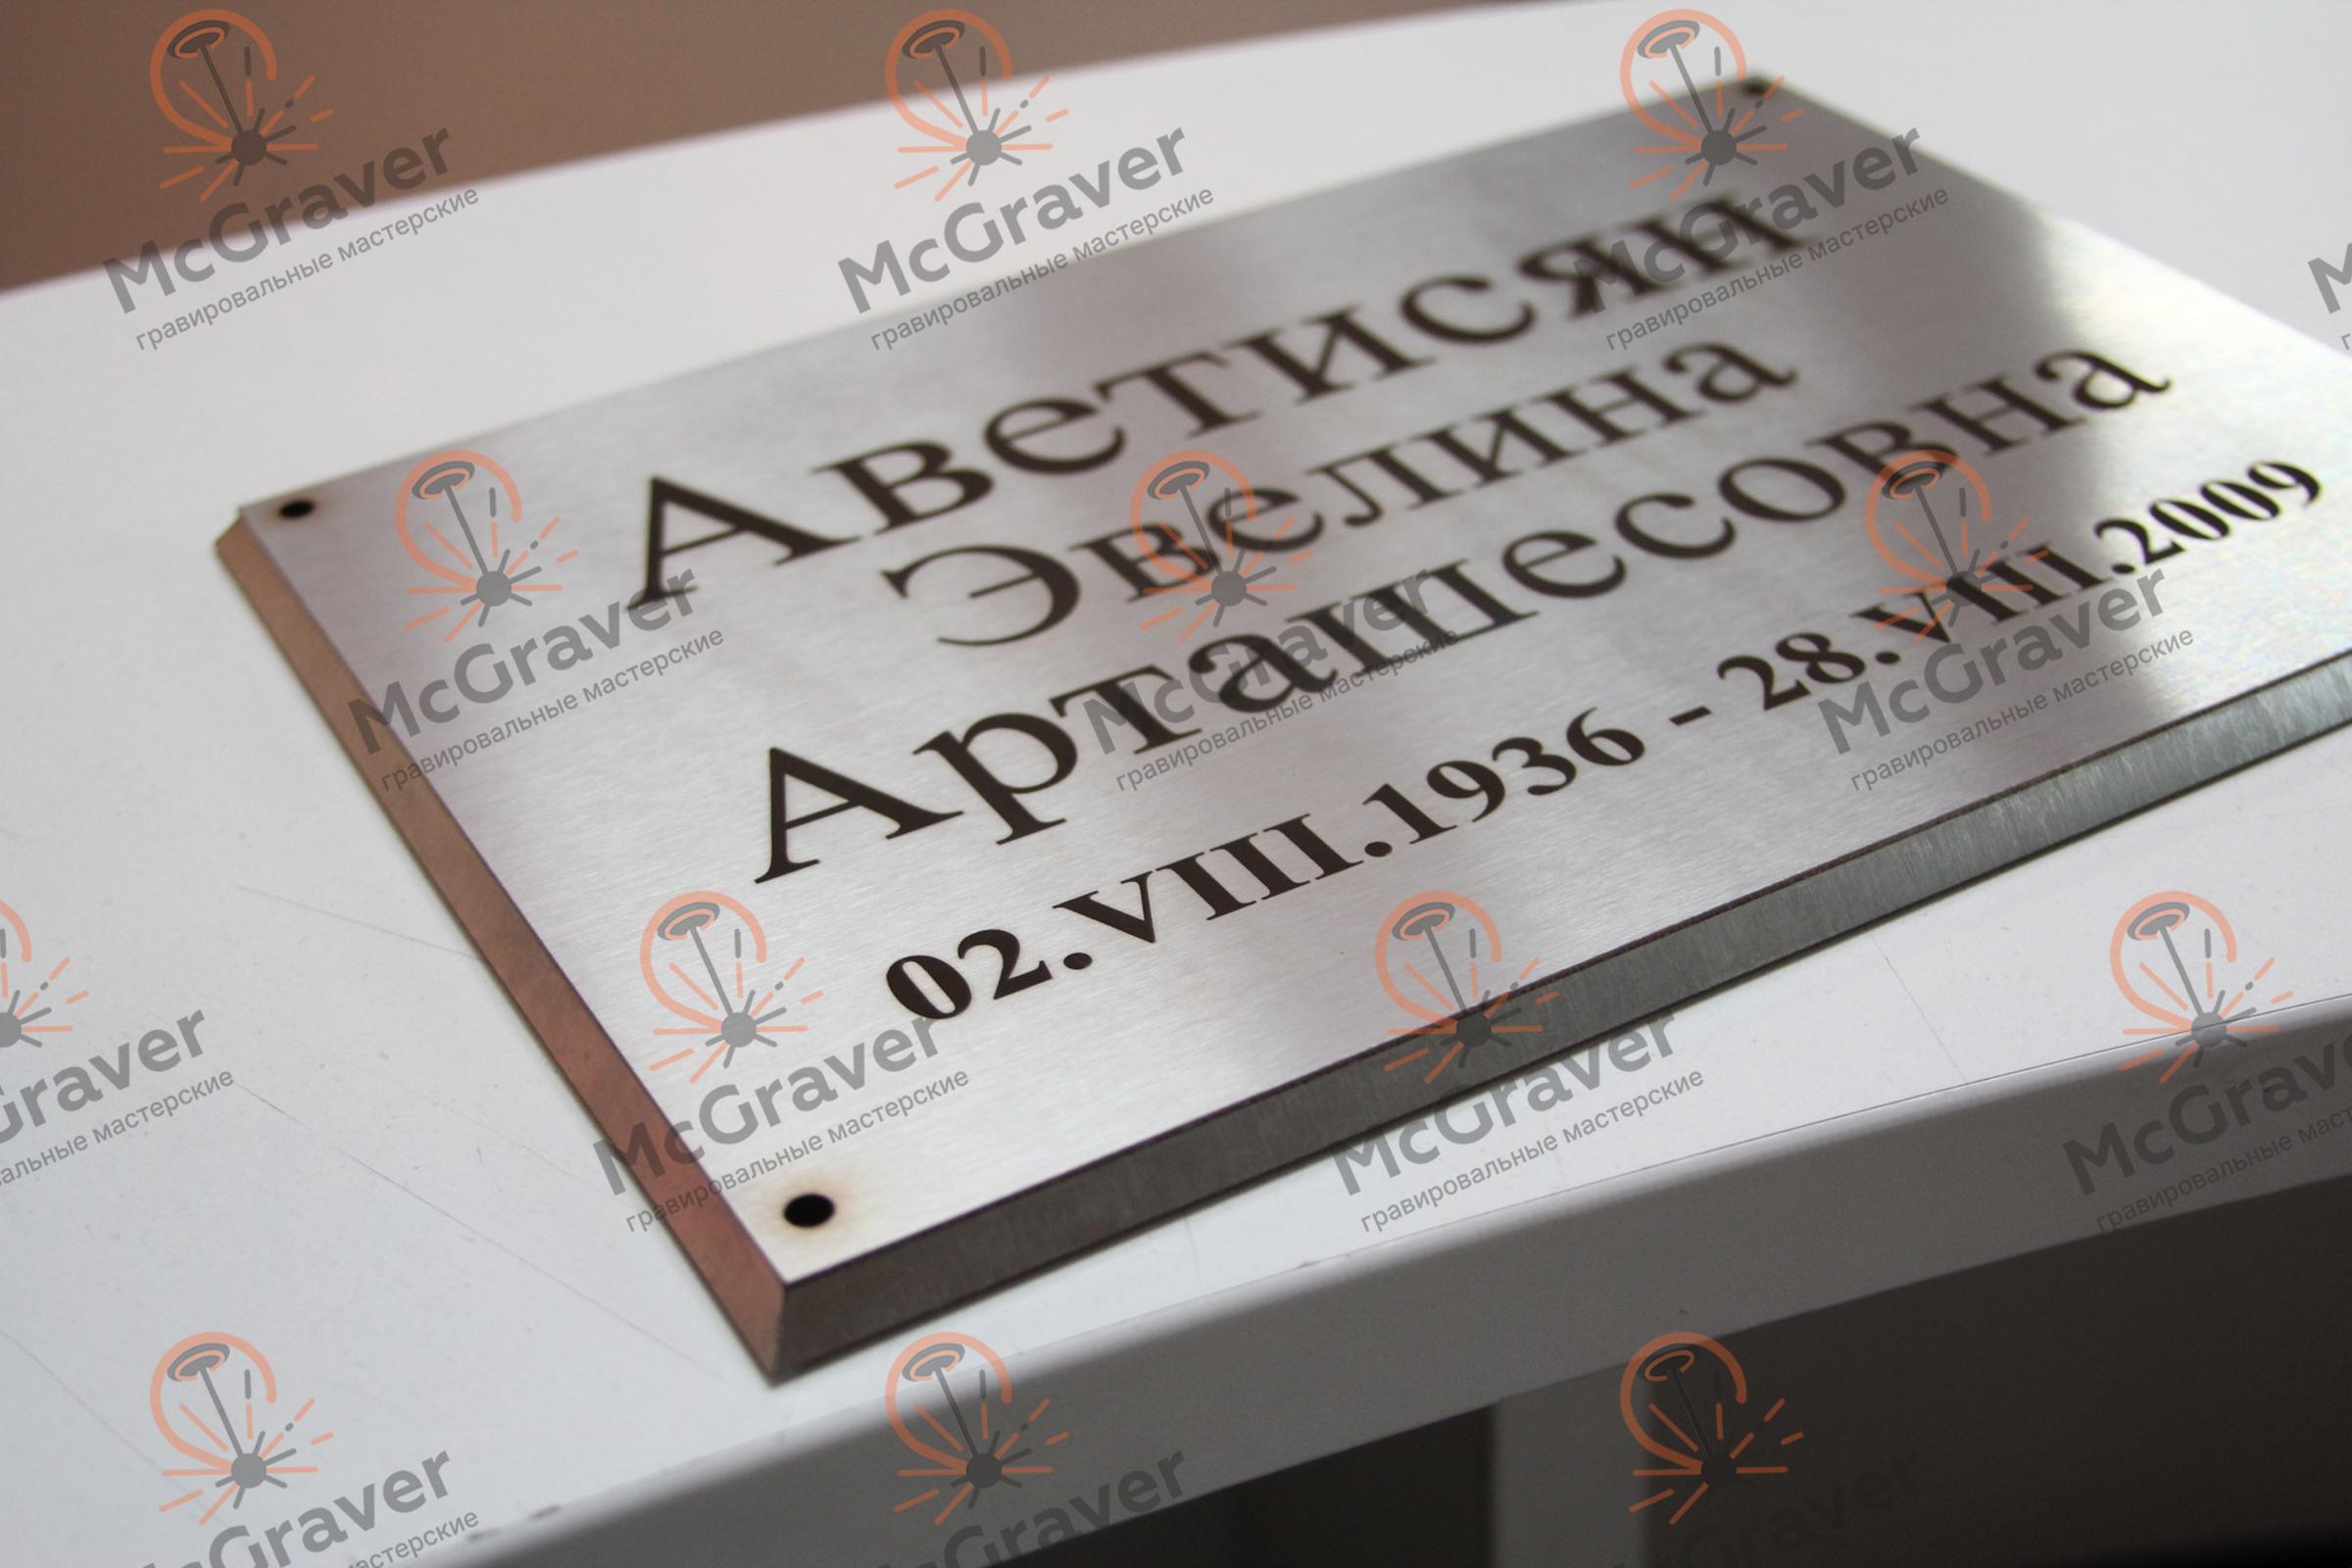 Аветисян
Эвелина
Арташесовна
02.VIII.1936 - 28.VIII.2009
McGraver
гравировальные мастерские